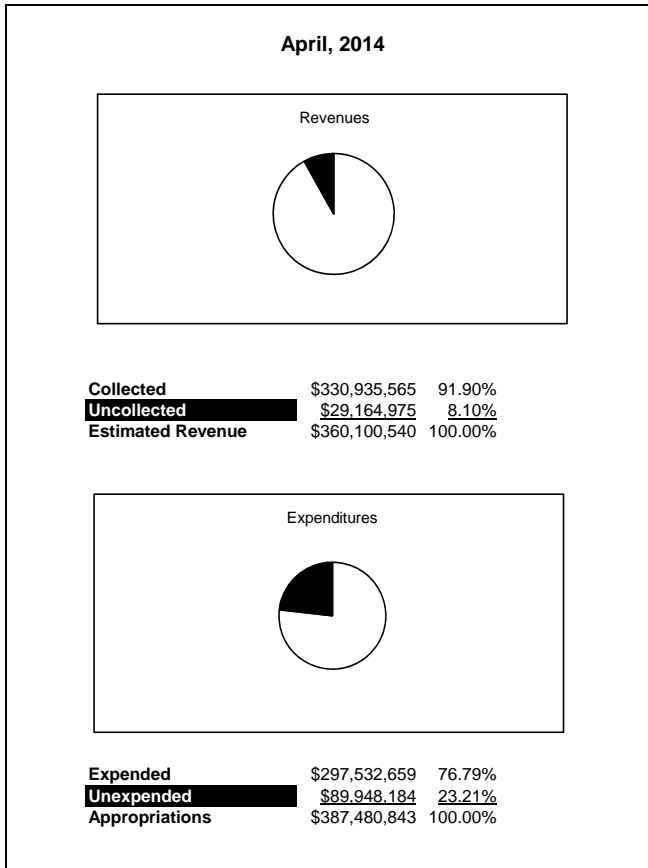 April, 2014
Revenues
Collected $330,935,565 91.90%
Uncollected $29,164,975 8.10%
Estimated Revenue $360,100,540 100.00%
Expenditures
Expended $297,532,659 76.79%
Unexpended $89,948,184 23.21%
Appropriations $387,480,843 100.00%